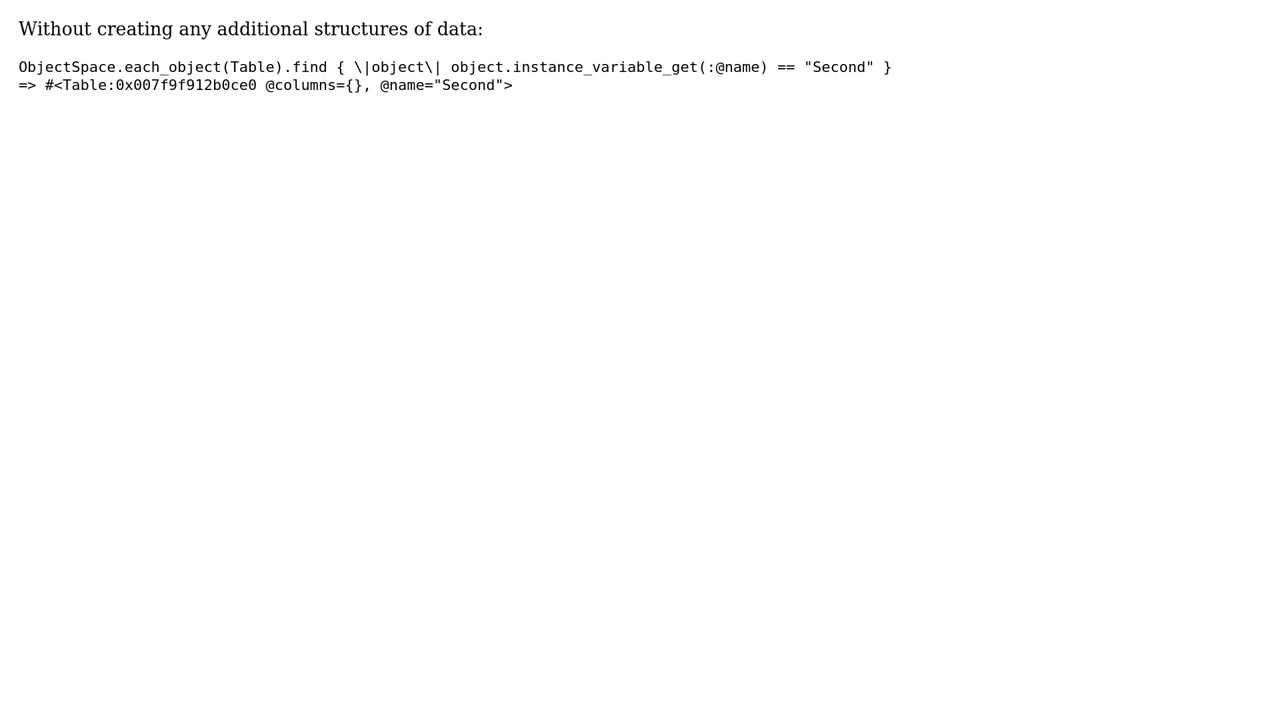 Without creating any additional structures of data:
ObjectSpace.each_object(Table).find { \|object\| object.instance_variable_get(:@name) == "Second" }
=> #<Table:0x007f9f912b0ce0 @columns={}, @name="Second">